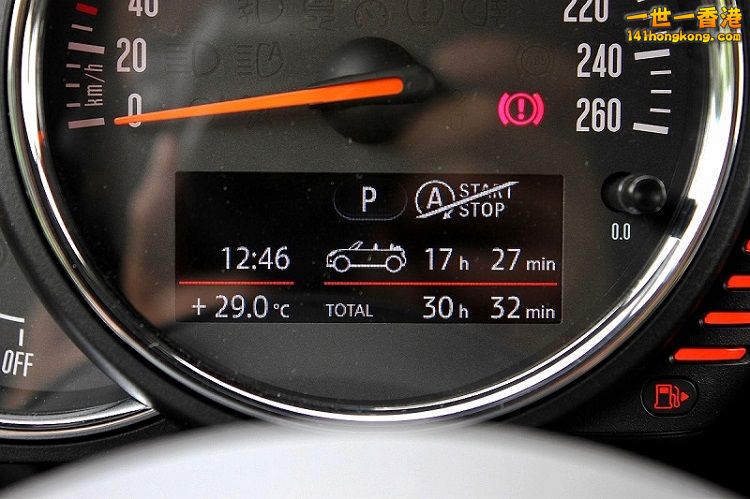 一世一香港
141hongkong.com
40
20
0
km/h
220
240
260
0.0
P
A START
STOP
12:46
17 h 27 min
+ 29.0 °C
TOTAL
30 h 32 min
OFF